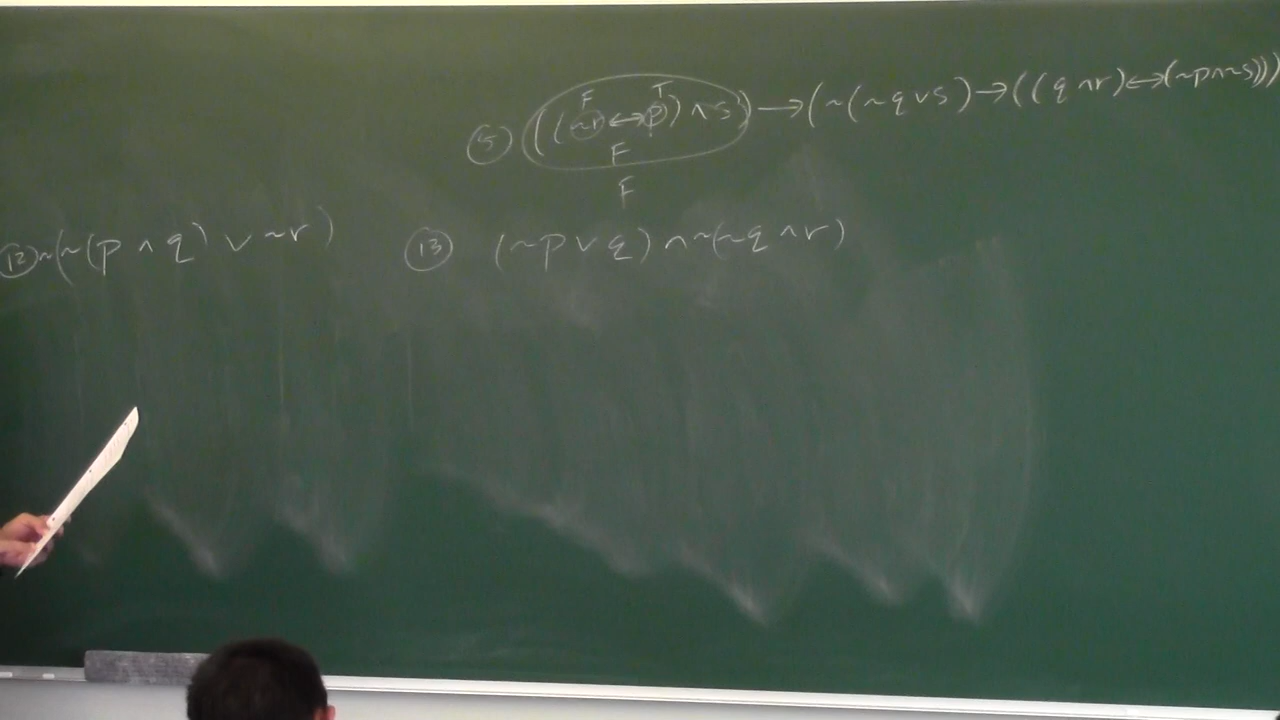 F T
⑤ ((~r ↔ p) ∧ s) → (~(~q ∨ s) → ((q ∧ r) ↔ (~p ∧ ~s)))
F
F
⑫ ~(~(p ∧ q) ∨ ~r) ⑬ (~p ∨ q) ∧ ~(~q ∧ r)